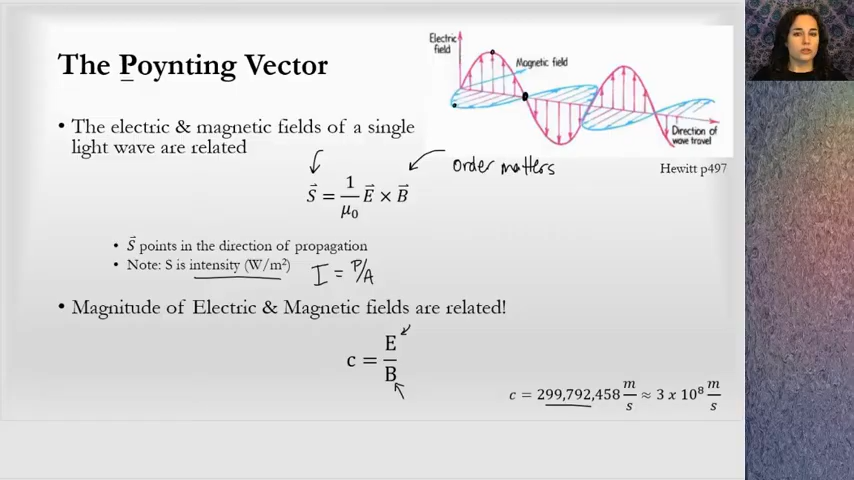 The Poynting Vector
Electric
field
Magnetic field
Direction of
wave travel
Hewitt p497
• The electric & magnetic fields of a single
light wave are related
order matters
S⃗ = 1/μ₀ E⃗ × B⃗
• S⃗ points in the direction of propagation
• Note: S is intensity (W/m²)
I = P/A
• Magnitude of Electric & Magnetic fields are related!
c = E/B
c = 299,792,458 m/s ≈ 3 x 10⁸ m/s